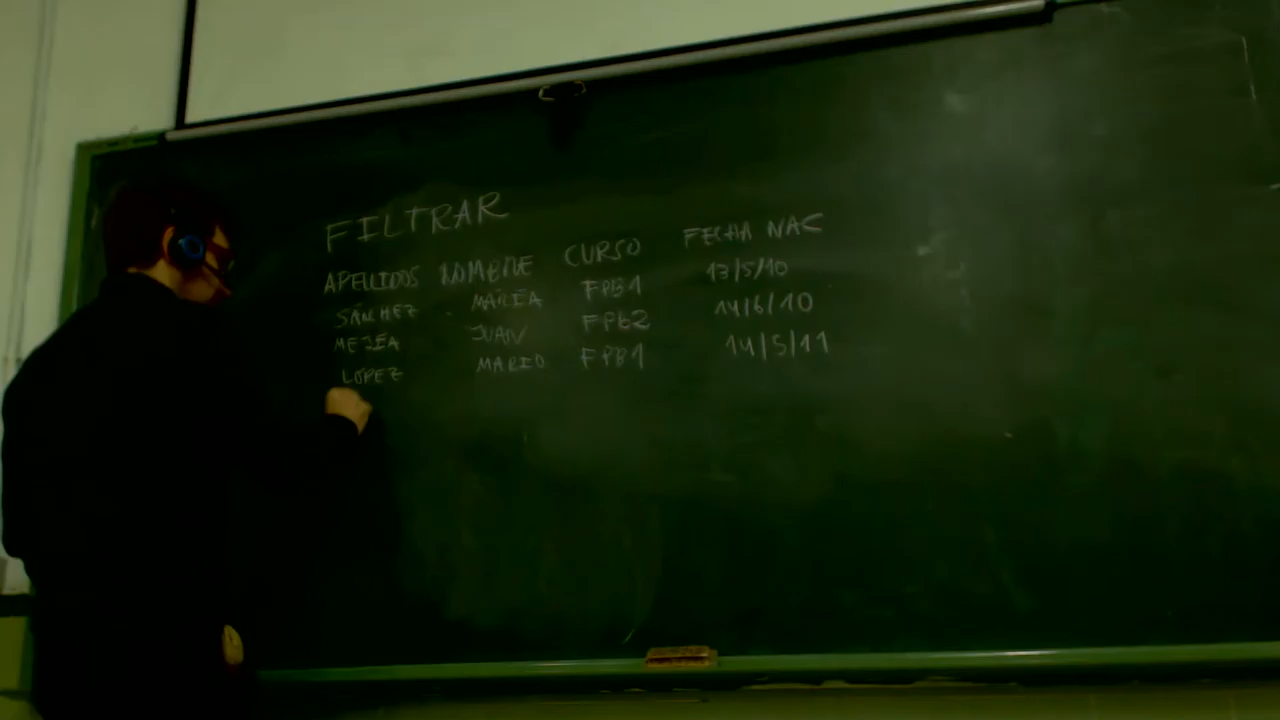 FILTRAR
APELLIDOS NOMBRE CURSO FECHA NAC
SÁNCHEZ MARÍA FPB1 13/5/10
MEJÍA JUAN FPB2 14/6/10
LOPEZ MARIO FPB1 14/5/11